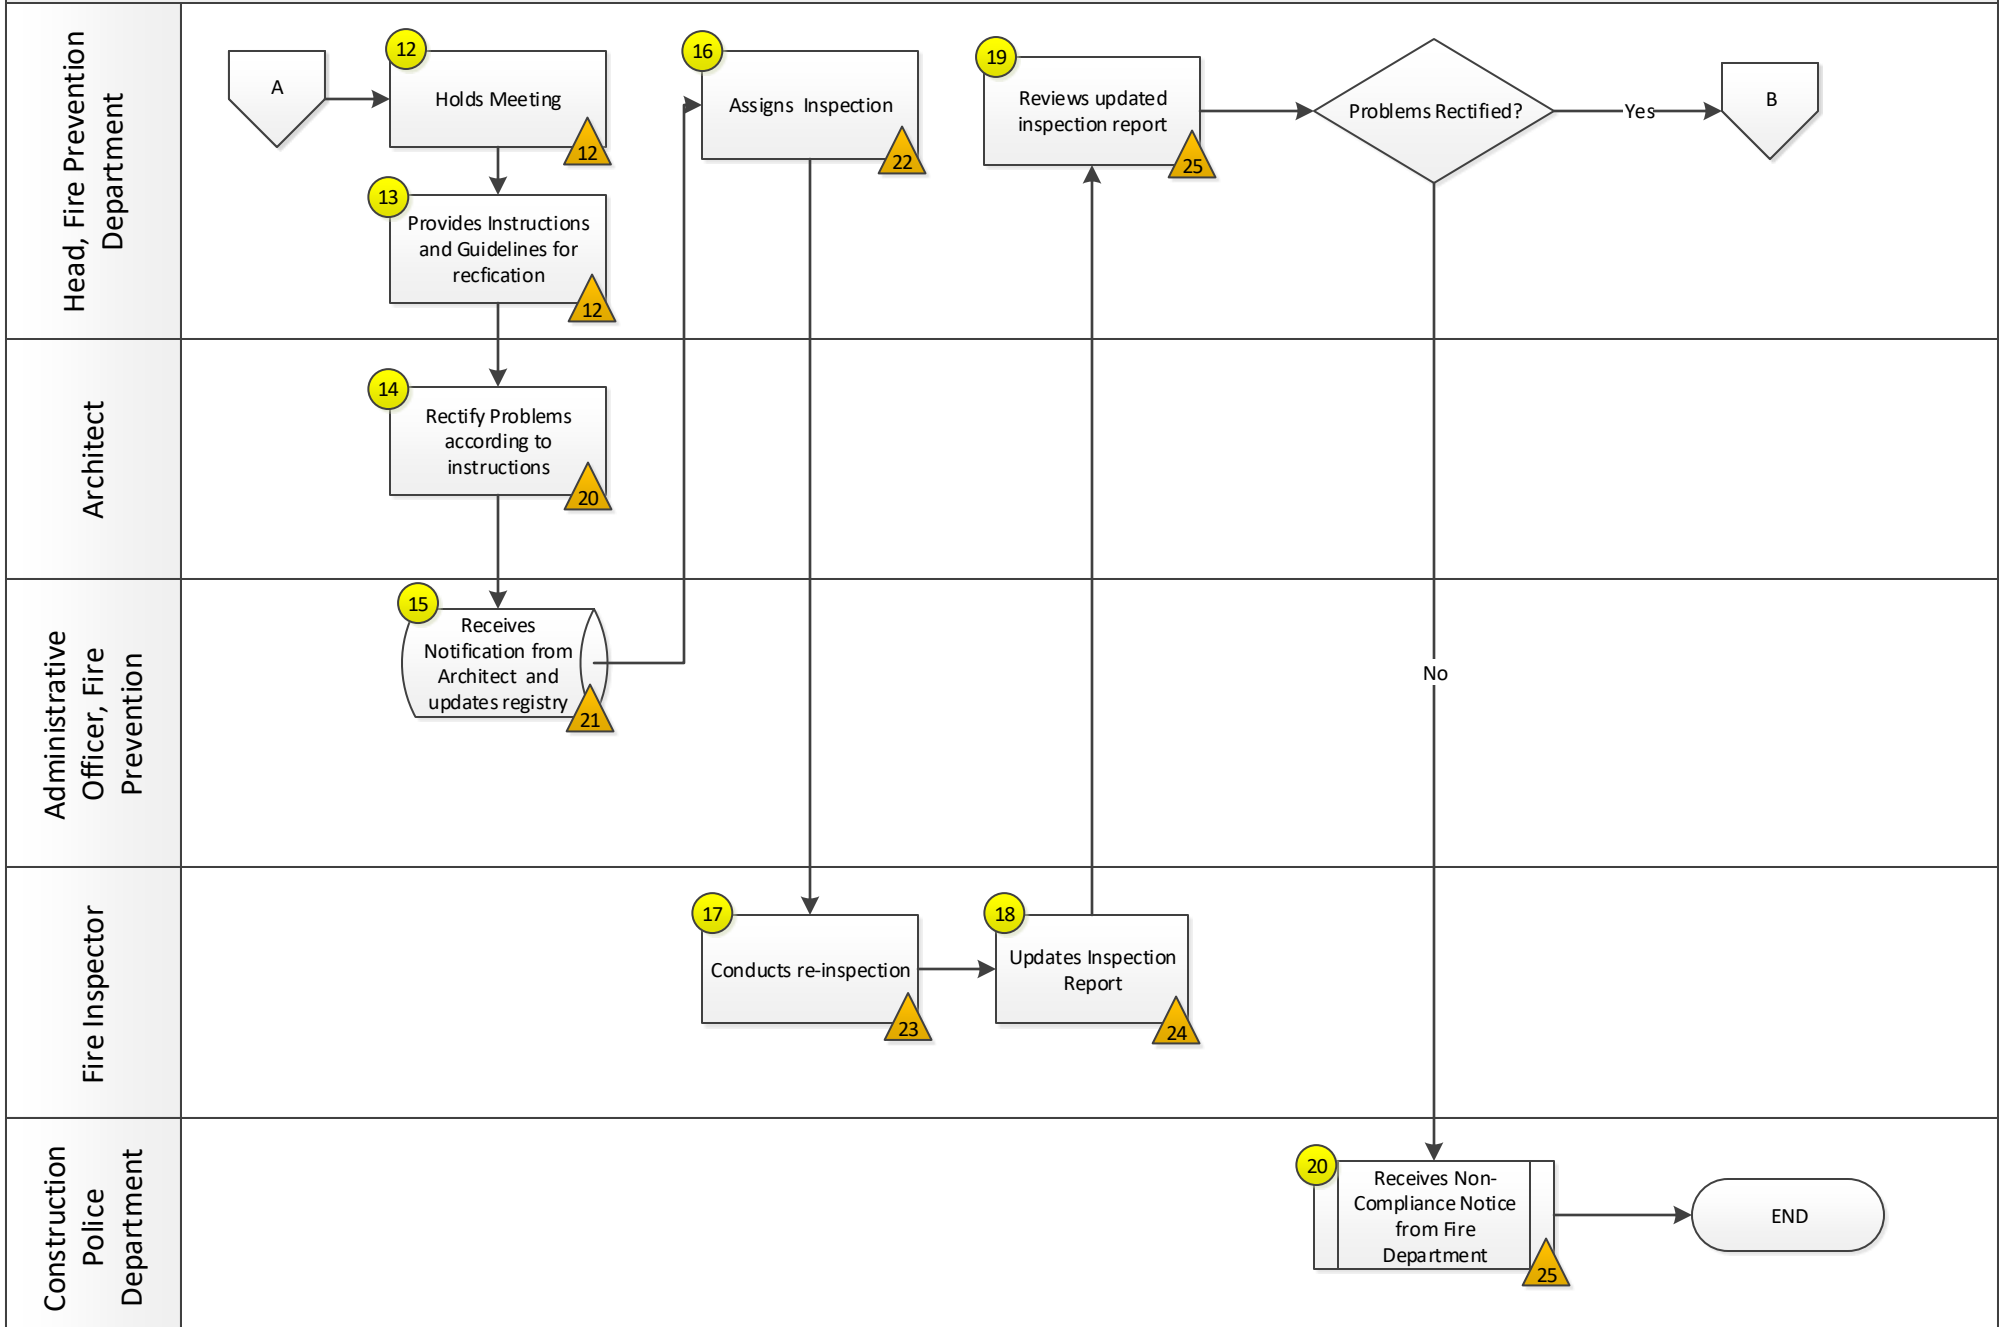 Head, Fire Prevention
Department
A
12
Holds Meeting
12
13
Provides Instructions
and Guidelines for
recfication
12
16
Assigns Inspection
22
19
Reviews updated
inspection report
25
Problems Rectified?
Yes
B
Architect
14
Rectify Problems
according to
instructions
20
Administrative
Officer, Fire
Prevention
15
Receives
Notification from
Architect and
updates registry
21
No
Fire Inspector
17
Conducts re-inspection
23
18
Updates Inspection
Report
24
Construction
Police
Department
20
Receives Non-
Compliance Notice
from Fire
Department
25
END